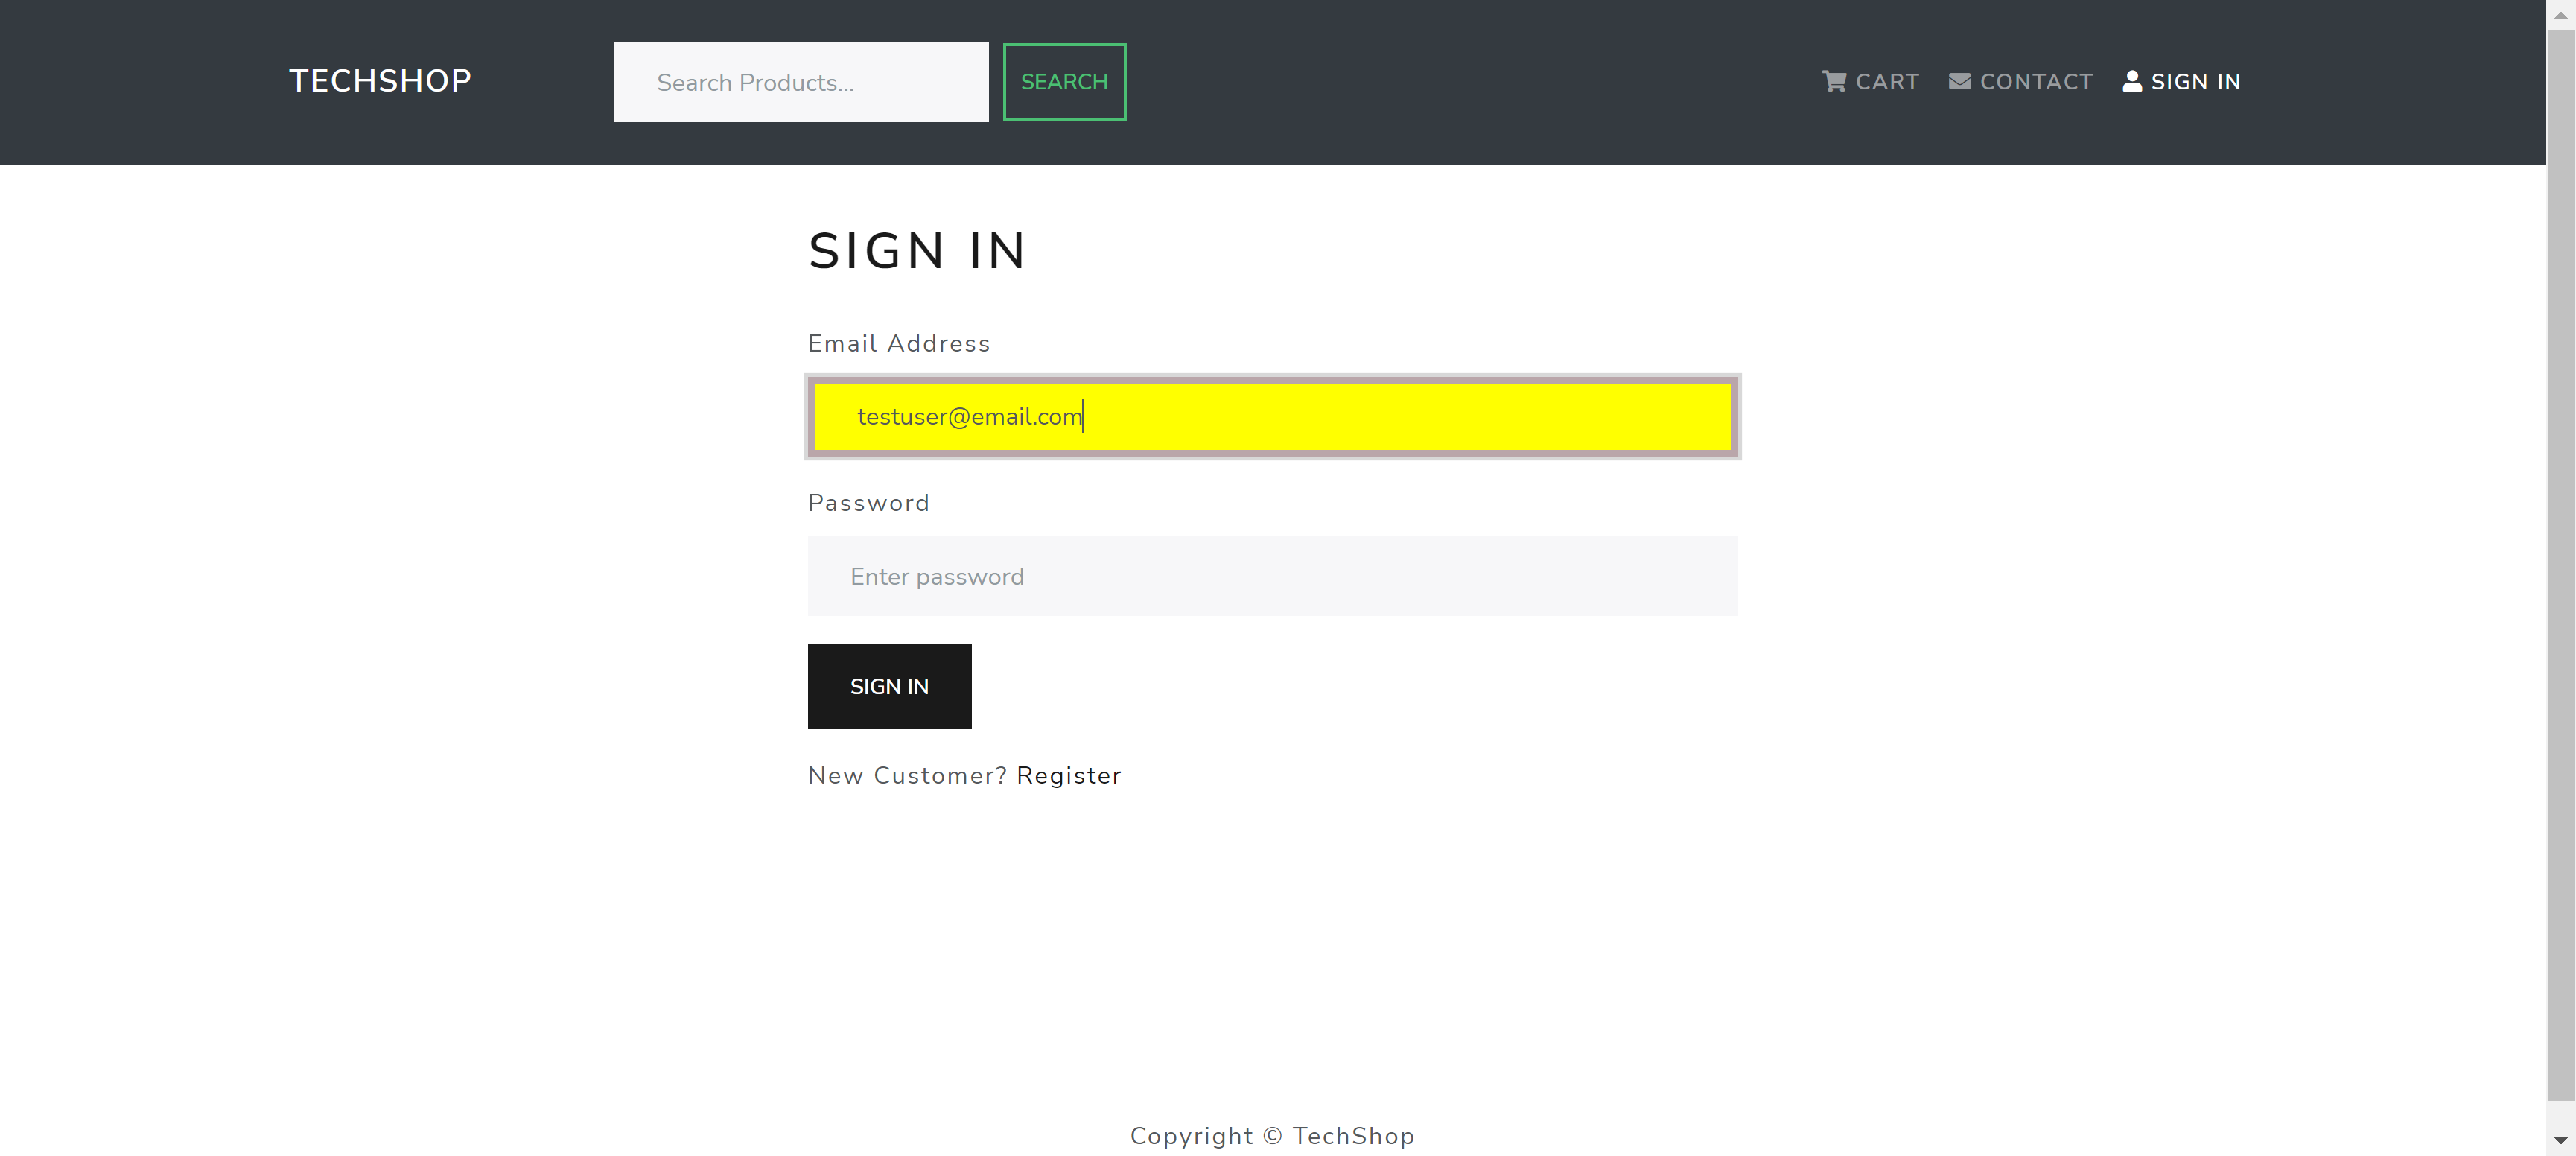 TECHSHOP
Search Products...
SEARCH
CART
CONTACT
SIGN IN
SIGN IN
Email Address
testuser@email.com
Password
Enter password
SIGN IN
New Customer? Register
Copyright © TechShop